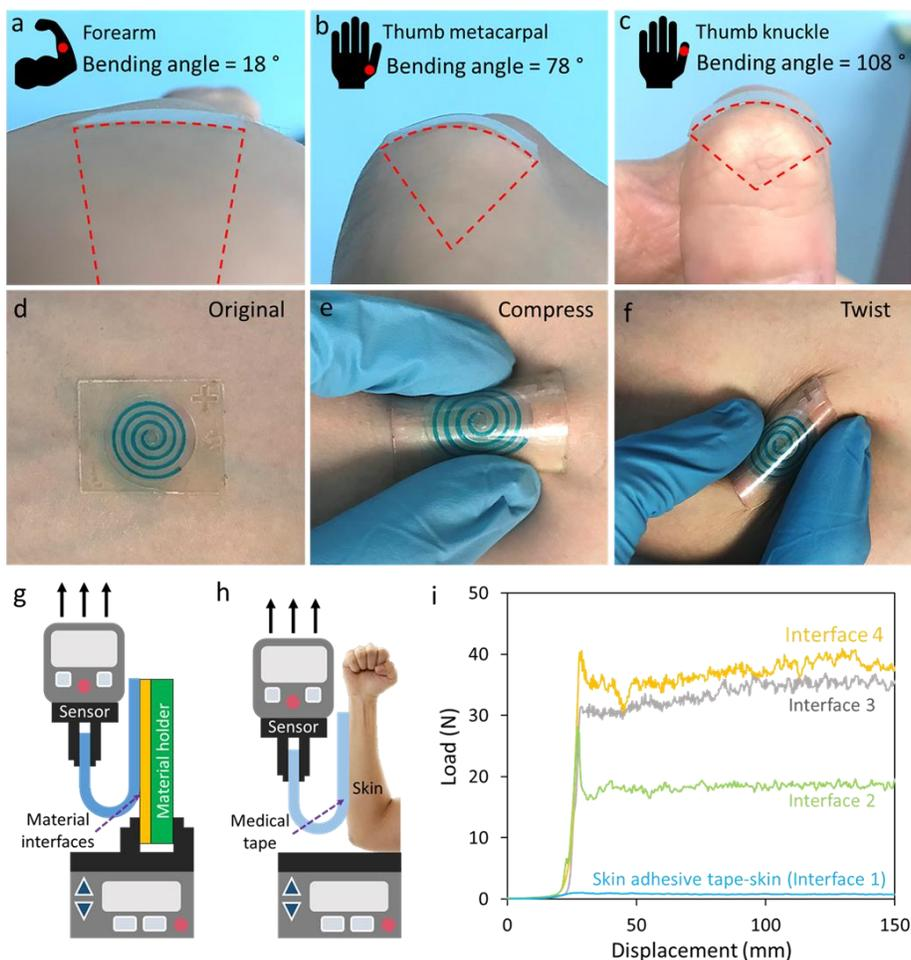 a
Forearm
Bending angle = 18 °
b
Thumb metacarpal
Bending angle = 78 °
c
Thumb knuckle
Bending angle = 108 °
d
Original
e
Compress
f
Twist
g
Sensor
Material holder
Material
interfaces
h
Sensor
Skin
Medical
tape
i
Load (N)
50
40
30
20
10
0
Interface 4
Interface 3
Interface 2
Skin adhesive tape-skin (Interface 1)
0
50
100
150
Displacement (mm)